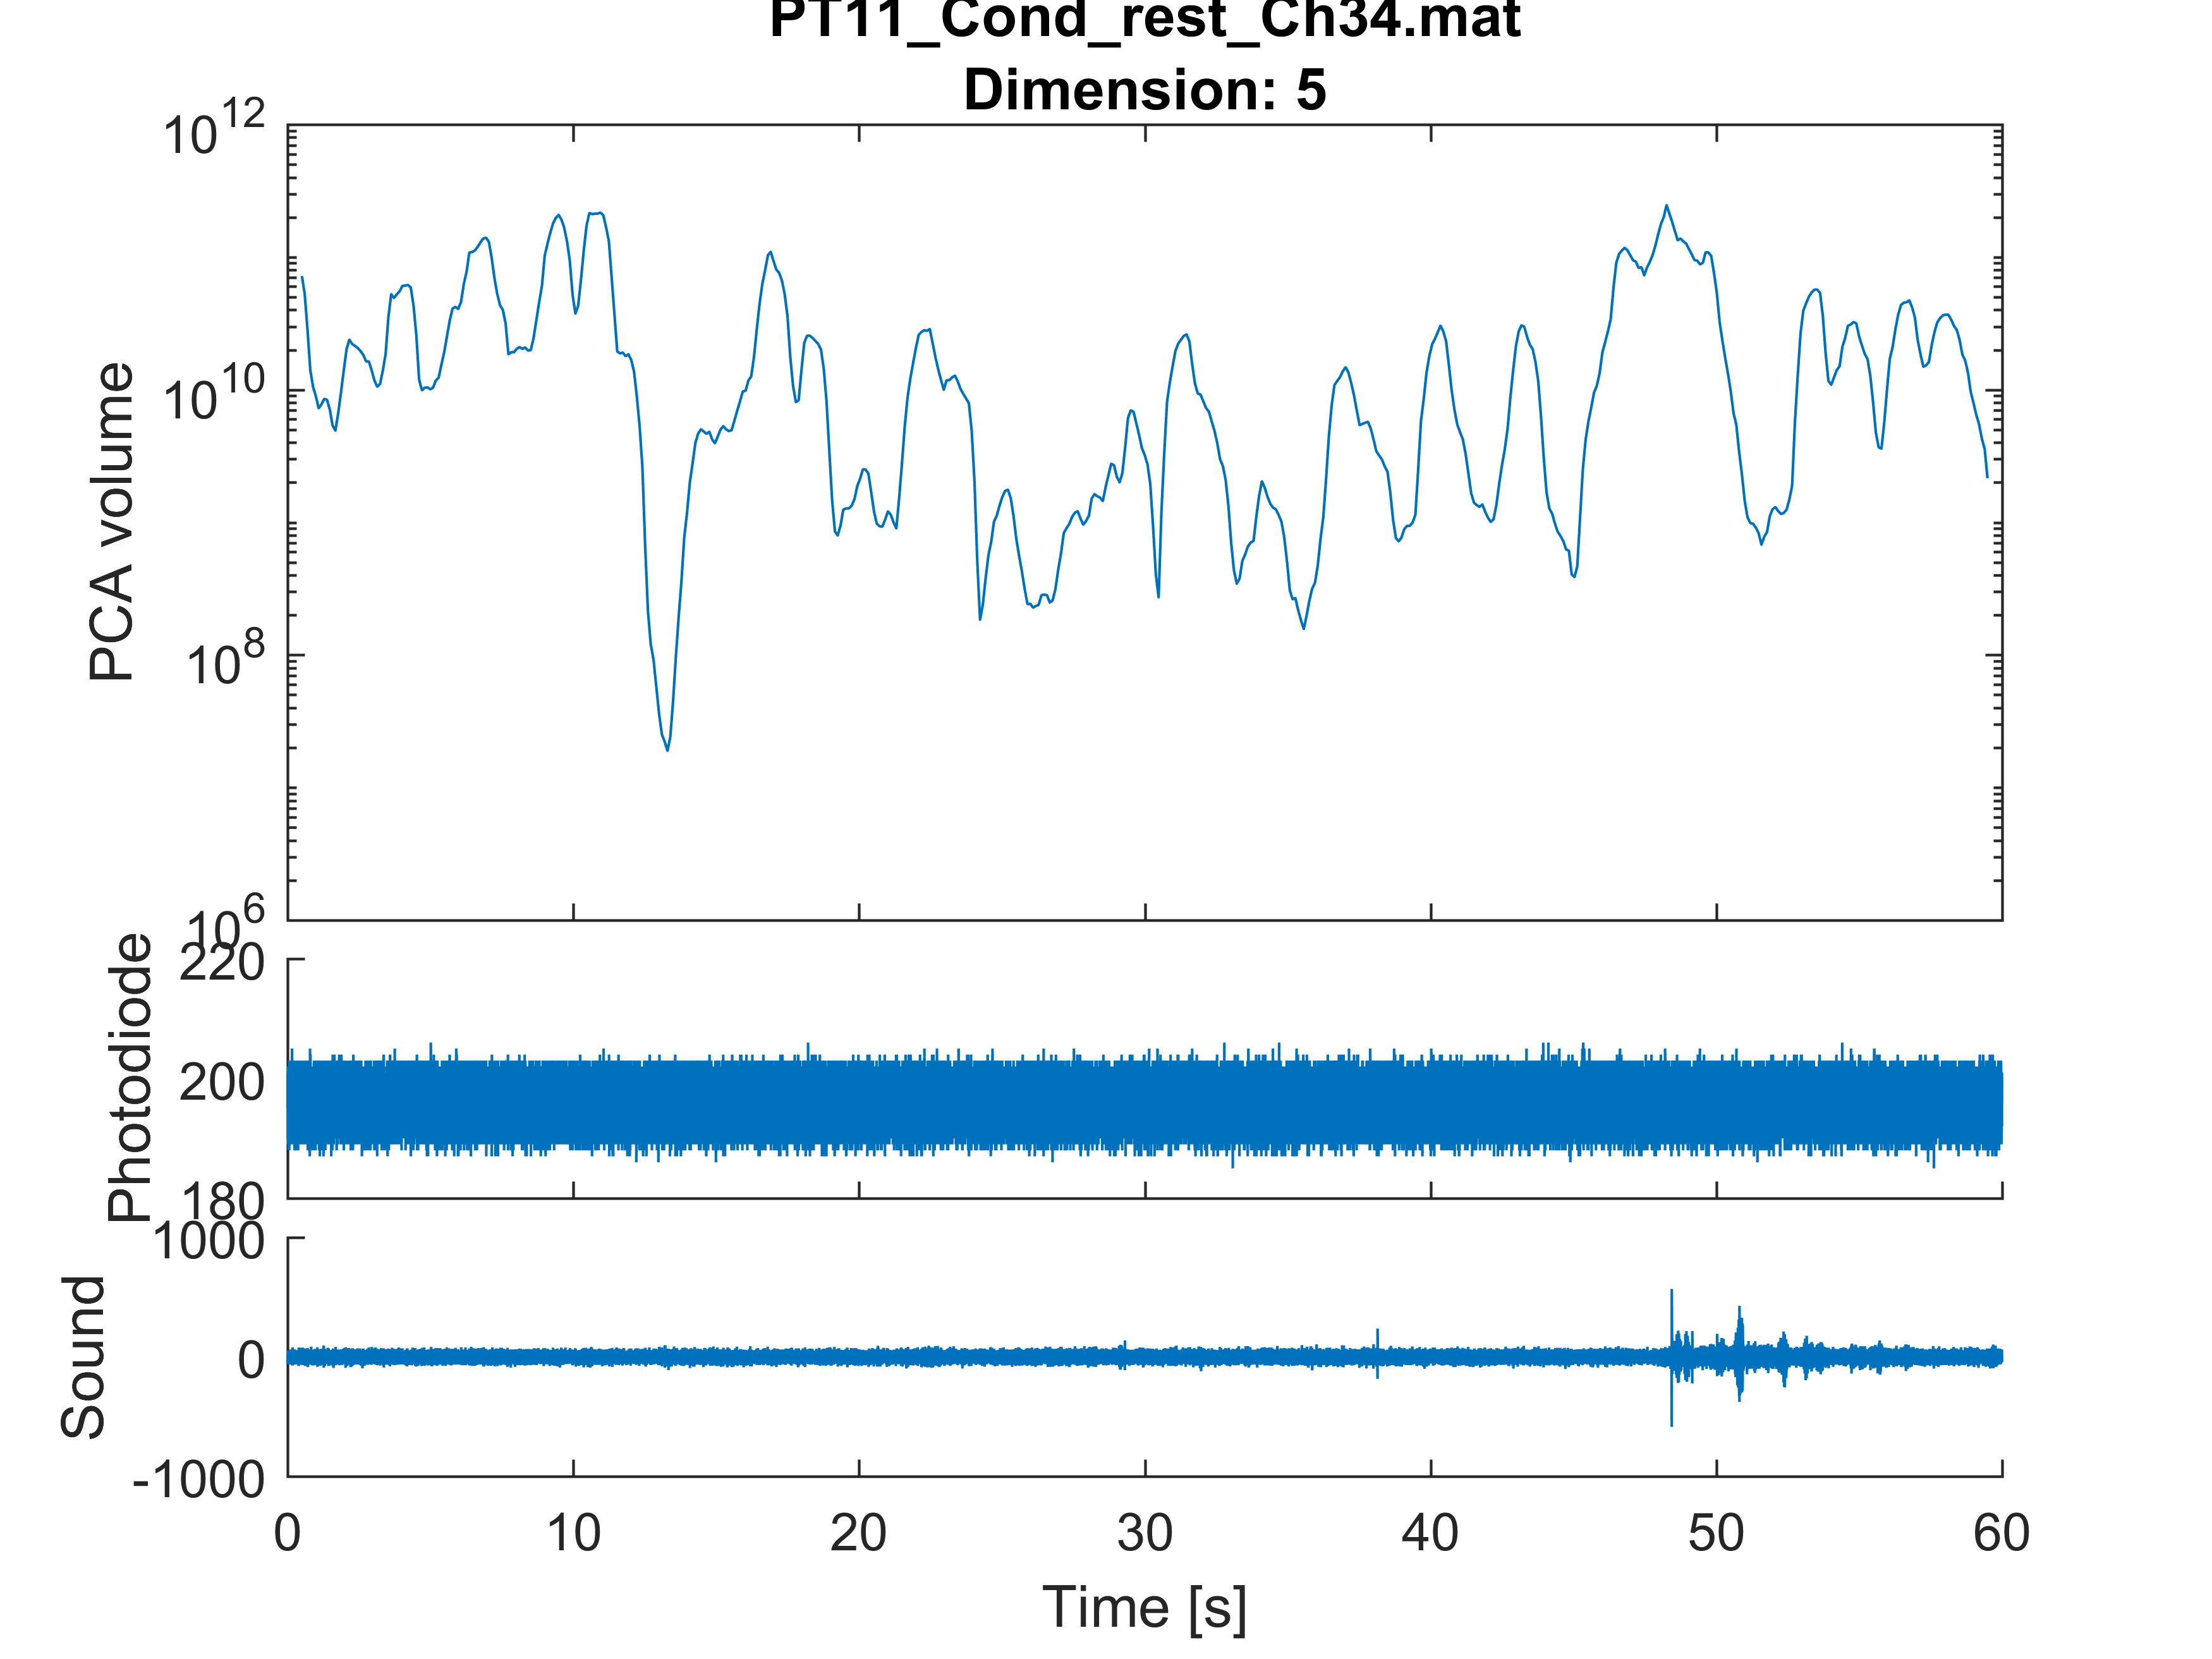 PT11_Cond_rest_Ch34.mat
Dimension: 5
10^12
10^10
10^8
10^6
PCA volume
220
200
180
Photodiode
1000
0
-1000
Sound
0 10 20 30 40 50 60
Time [s]